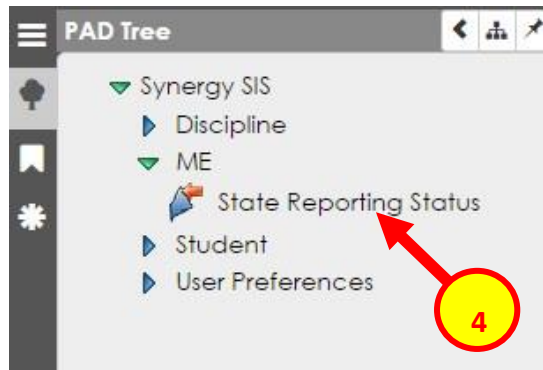 PAD Tree
Synergy SIS
Discipline
ME
State Reporting Status
Student
User Preferences
4